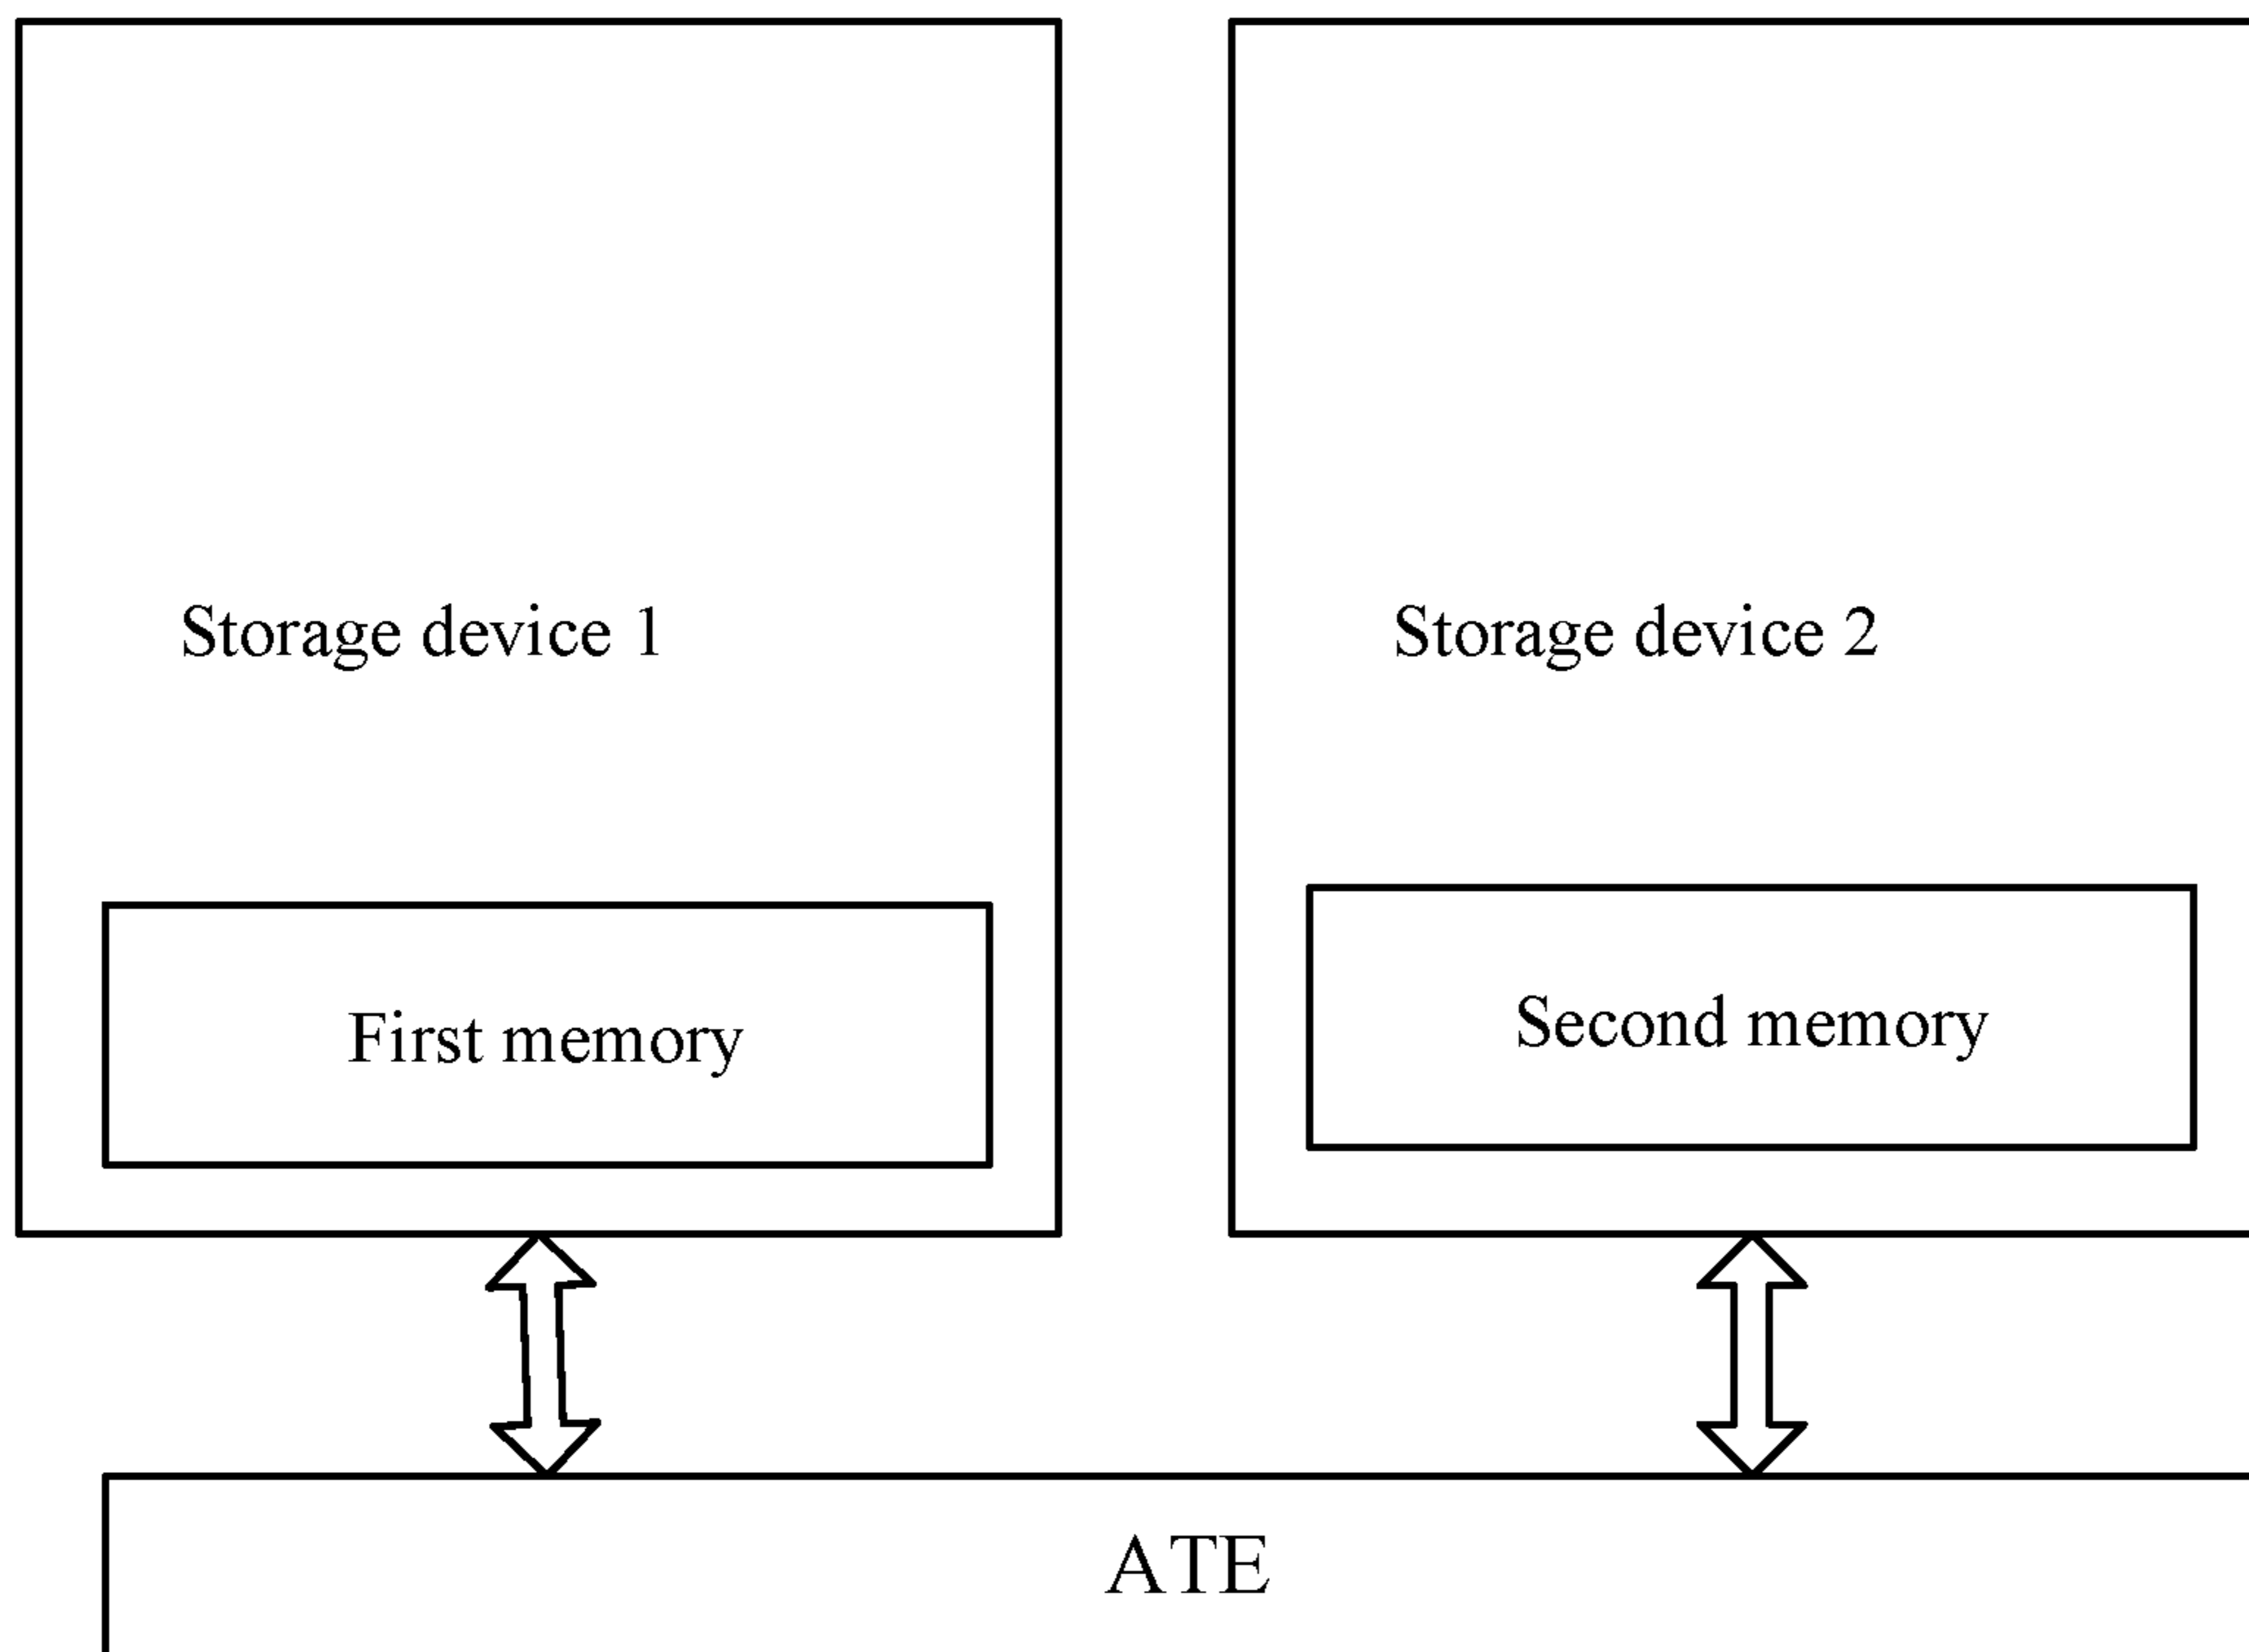 Storage device 1
Storage device 2
First memory
Second memory
ATE